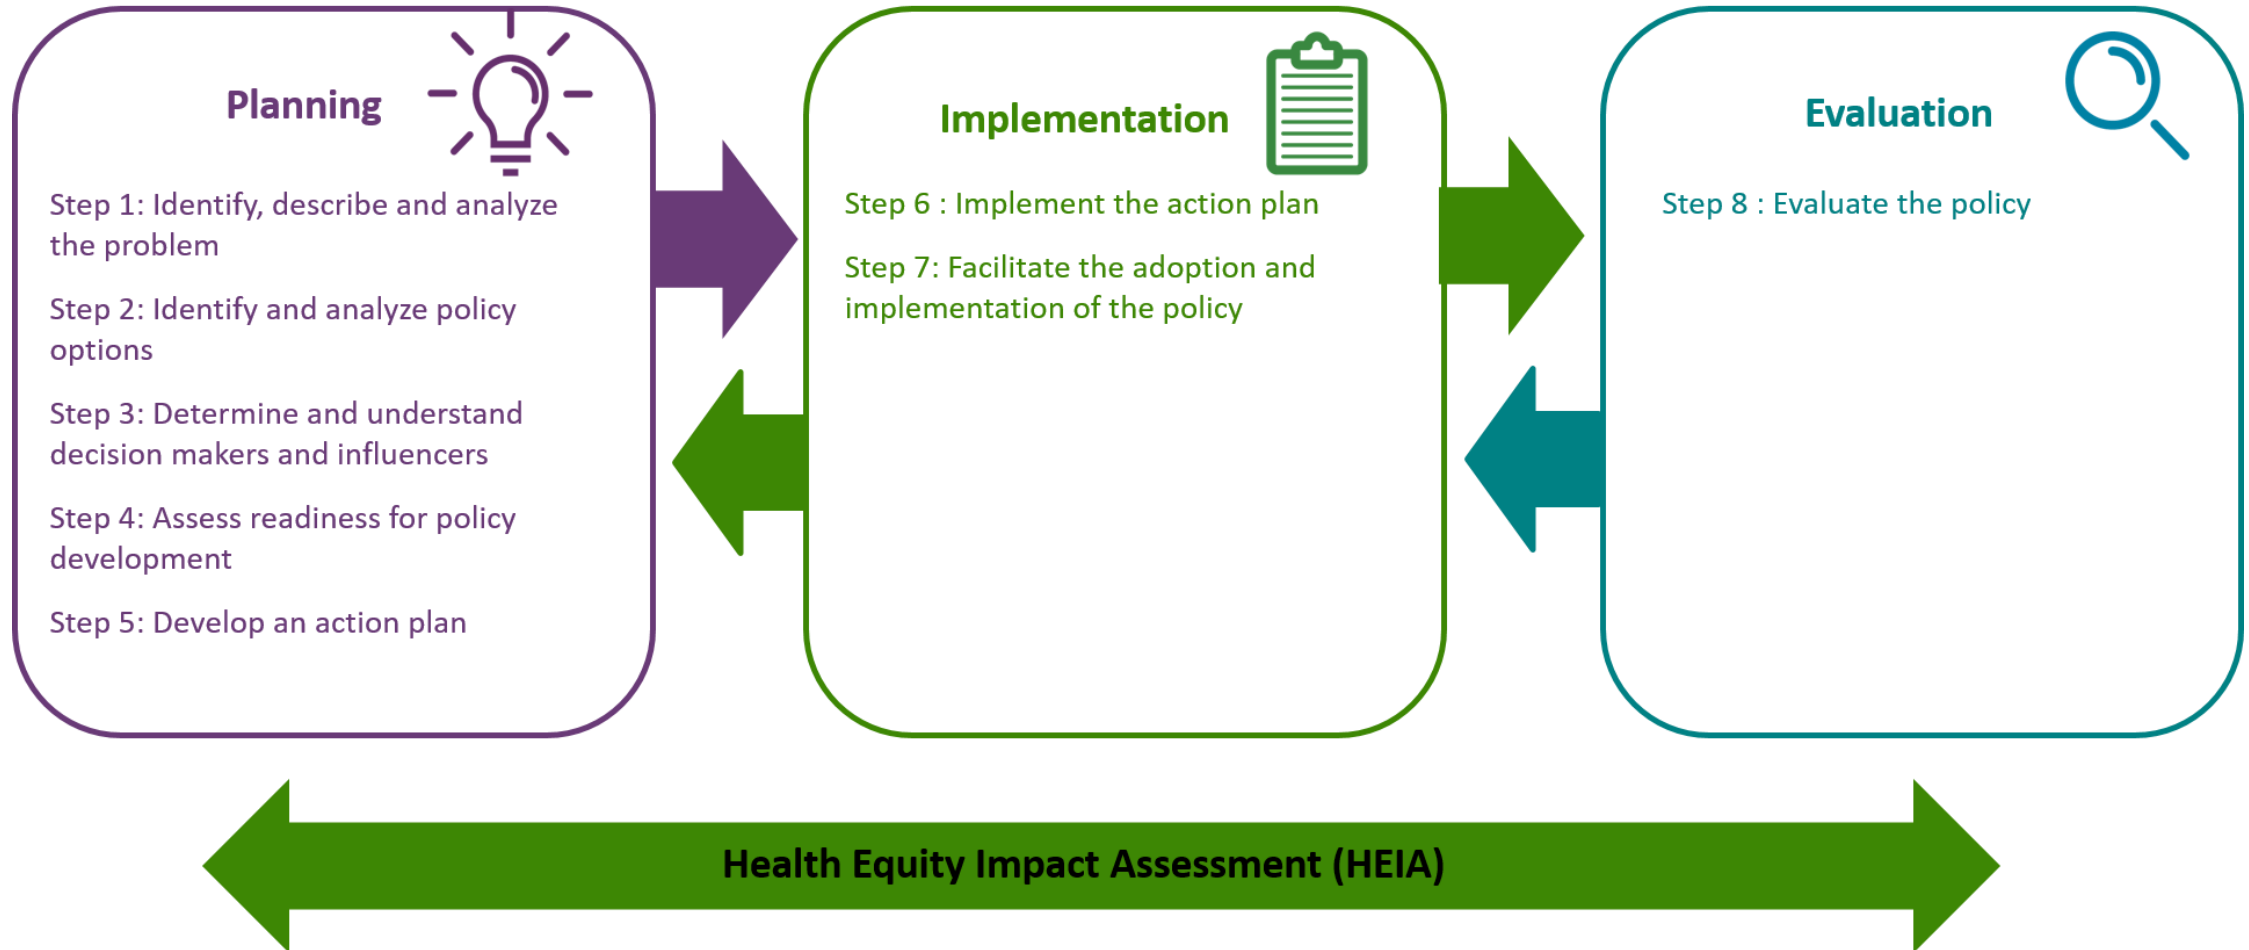 Planning
Step 1: Identify, describe and analyze
the problem
Step 2: Identify and analyze policy
options
Step 3: Determine and understand
decision makers and influencers
Step 4: Assess readiness for policy
development
Step 5: Develop an action plan
Implementation
Step 6 : Implement the action plan
Step 7: Facilitate the adoption and
implementation of the policy
Evaluation
Step 8 : Evaluate the policy
Health Equity Impact Assessment (HEIA)